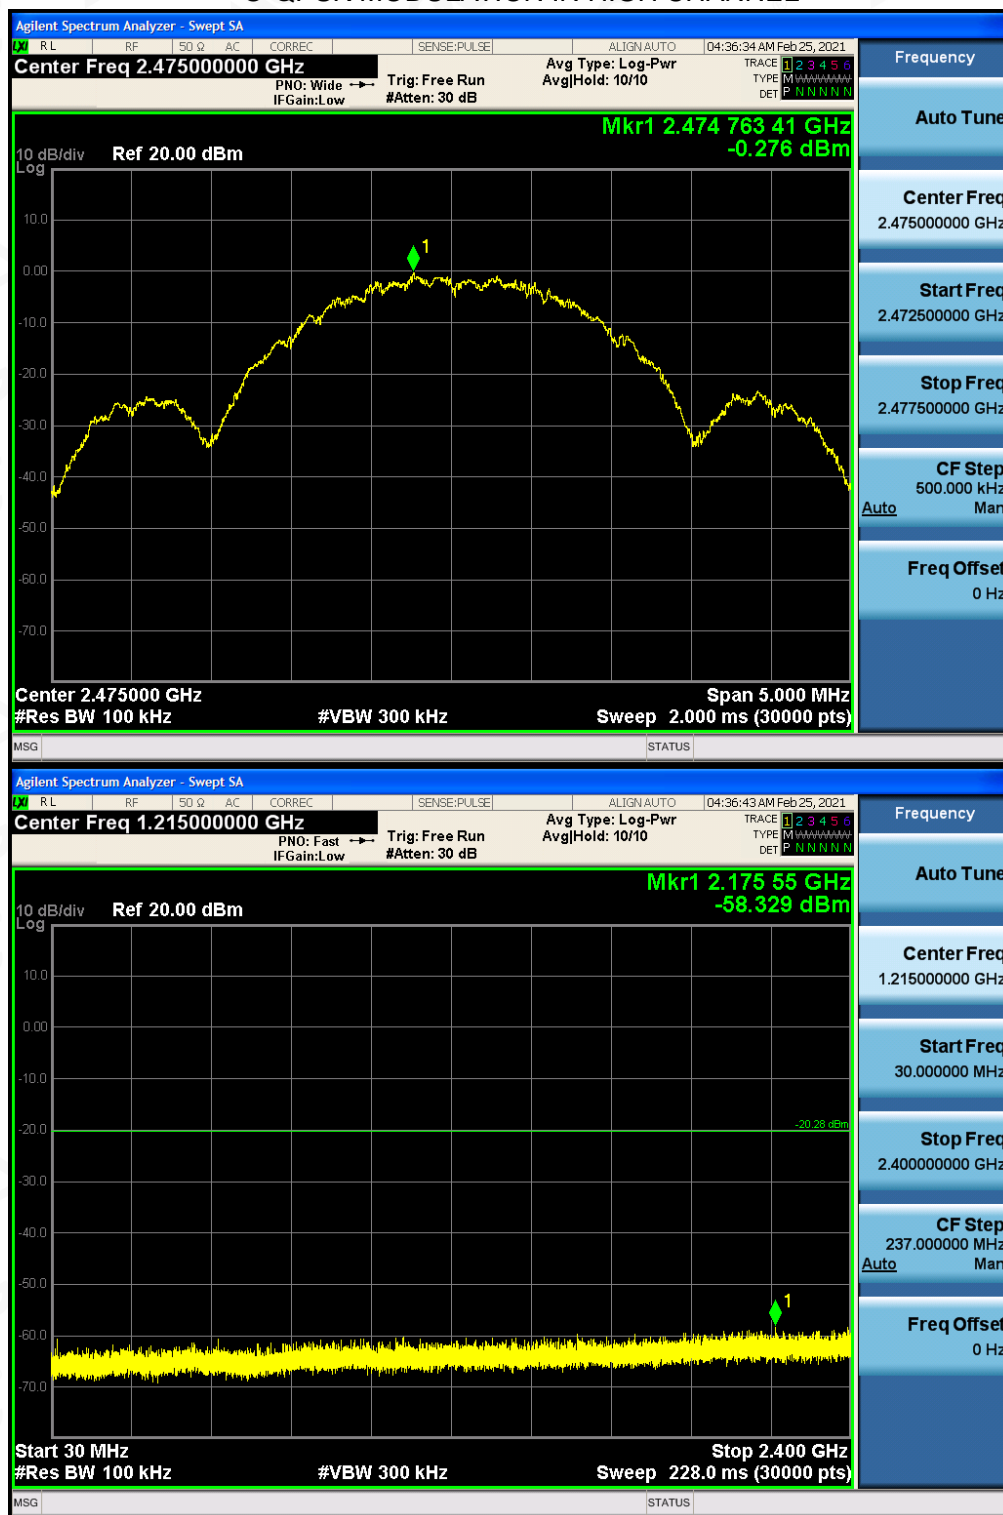 Agilent Spectrum Analyzer - Swept SA
LXI RL RF 50 Ω AC CORREC SENSE:PULSE ALIGN AUTO 04:36:34 AM Feb 25, 2021
Center Freq 2.475000000 GHz
PNO: Wide
IFGain:Low
Trig: Free Run
#Atten: 30 dB
Avg Type: Log-Pwr
Avg|Hold: 10/10
TRACE 1 2 3 4 5 6
TYPE M
DET P N N N N N
Mkr1 2.474 763 41 GHz
-0.276 dBm
10 dB/div Ref 20.00 dBm
Log
10.0
1
0.00
-10.0
-20.0
-30.0
-40.0
-50.0
-60.0
-70.0
Center 2.475000 GHz Span 5.000 MHz
#Res BW 100 kHz #VBW 300 kHz Sweep 2.000 ms (30000 pts)
MSG STATUS
Frequency
Auto Tune
Center Freq
2.475000000 GHz
Start Freq
2.472500000 GHz
Stop Freq
2.477500000 GHz
CF Step
500.000 kHz
Auto Man
Freq Offset
0 Hz
Agilent Spectrum Analyzer - Swept SA
LXI RL RF 50 Ω AC CORREC SENSE:PULSE ALIGN AUTO 04:36:43 AM Feb 25, 2021
Center Freq 1.215000000 GHz
PNO: Fast
IFGain:Low
Trig: Free Run
#Atten: 30 dB
Avg Type: Log-Pwr
Avg|Hold: 10/10
TRACE 1 2 3 4 5 6
TYPE M
DET P N N N N N
Mkr1 2.175 55 GHz
-58.329 dBm
10 dB/div Ref 20.00 dBm
Log
10.0
0.00
-10.0
-20.0
-20.28 dBm
-30.0
-40.0
-50.0
1
-60.0
-70.0
Start 30 MHz Stop 2.400 GHz
#Res BW 100 kHz #VBW 300 kHz Sweep 228.0 ms (30000 pts)
MSG STATUS
Frequency
Auto Tune
Center Freq
1.215000000 GHz
Start Freq
30.000000 MHz
Stop Freq
2.400000000 GHz
CF Step
237.000000 MHz
Auto Man
Freq Offset
0 Hz